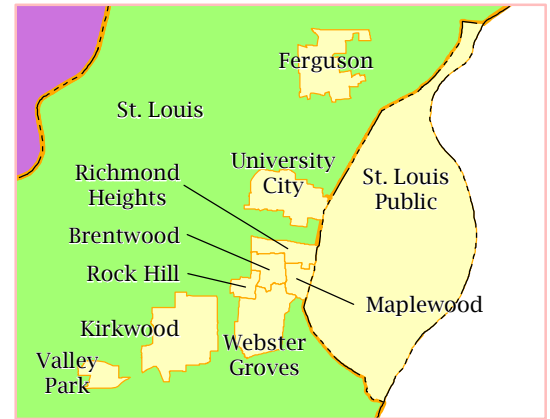 Ferguson
St. Louis
University
City
St. Louis
Public
Richmond
Heights
Brentwood
Rock Hill
Maplewood
Kirkwood
Webster
Groves
Valley
Park